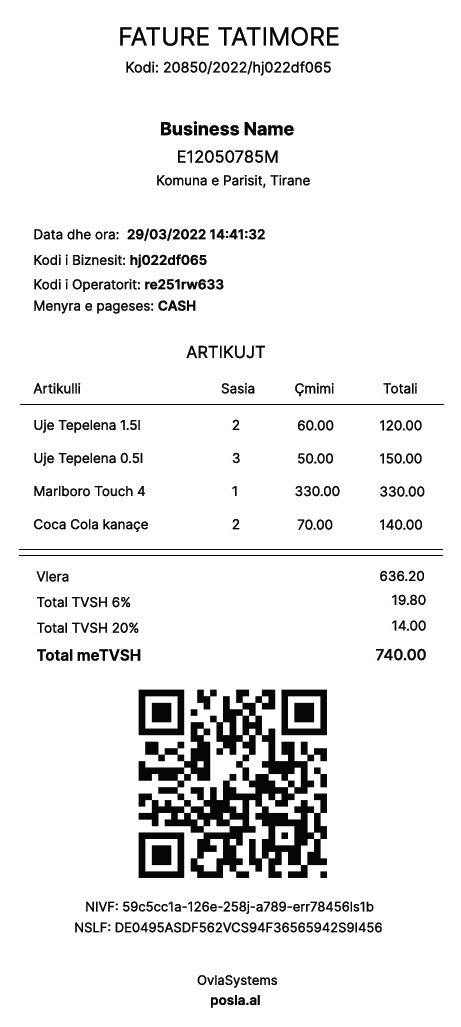 FATURE TATIMORE
Kodi: 20850/2022/hj022df065
Business Name
E12050785M
Komuna e Parisit, Tirane
Data dhe ora: 29/03/2022 14:41:32
Kodi i Biznesit: hj022df065
Kodi i Operatorit: re251rw633
Menyra e pageses: CASH
ARTIKUJT
Artikulli Sasia Çmimi Totali
Uje Tepelena 1.5l 2 60.00 120.00
Uje Tepelena 0.5l 3 50.00 150.00
Marlboro Touch 4 1 330.00 330.00
Coca Cola kanaçe 2 70.00 140.00
Vlera 636.20
Total TVSH 6% 19.80
Total TVSH 20% 14.00
Total meTVSH 740.00
NIVF: 59c5cc1a-126e-258j-a789-err78456ls1b
NSLF: DE0495ASDF562VCS94F36565942S9I456
OvlaSystems
posla.al